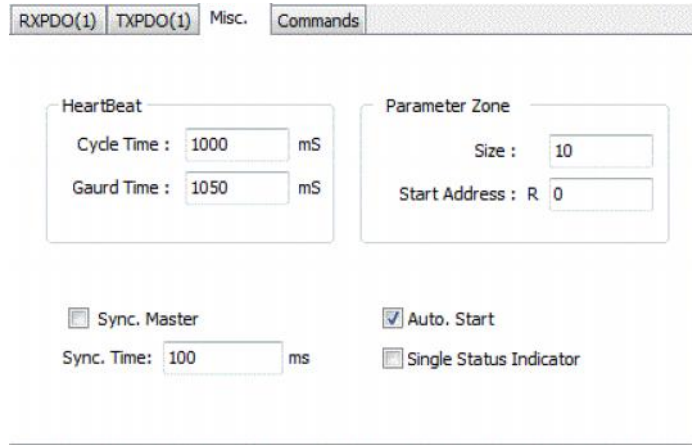 RXPDO(1) TXPDO(1) Misc. Commands
HeartBeat
Cycle Time : 1000 mS
Gaurd Time : 1050 mS
Parameter Zone
Size : 10
Start Address : R 0
Sync. Master
Sync. Time: 100 ms
Auto. Start
Single Status Indicator